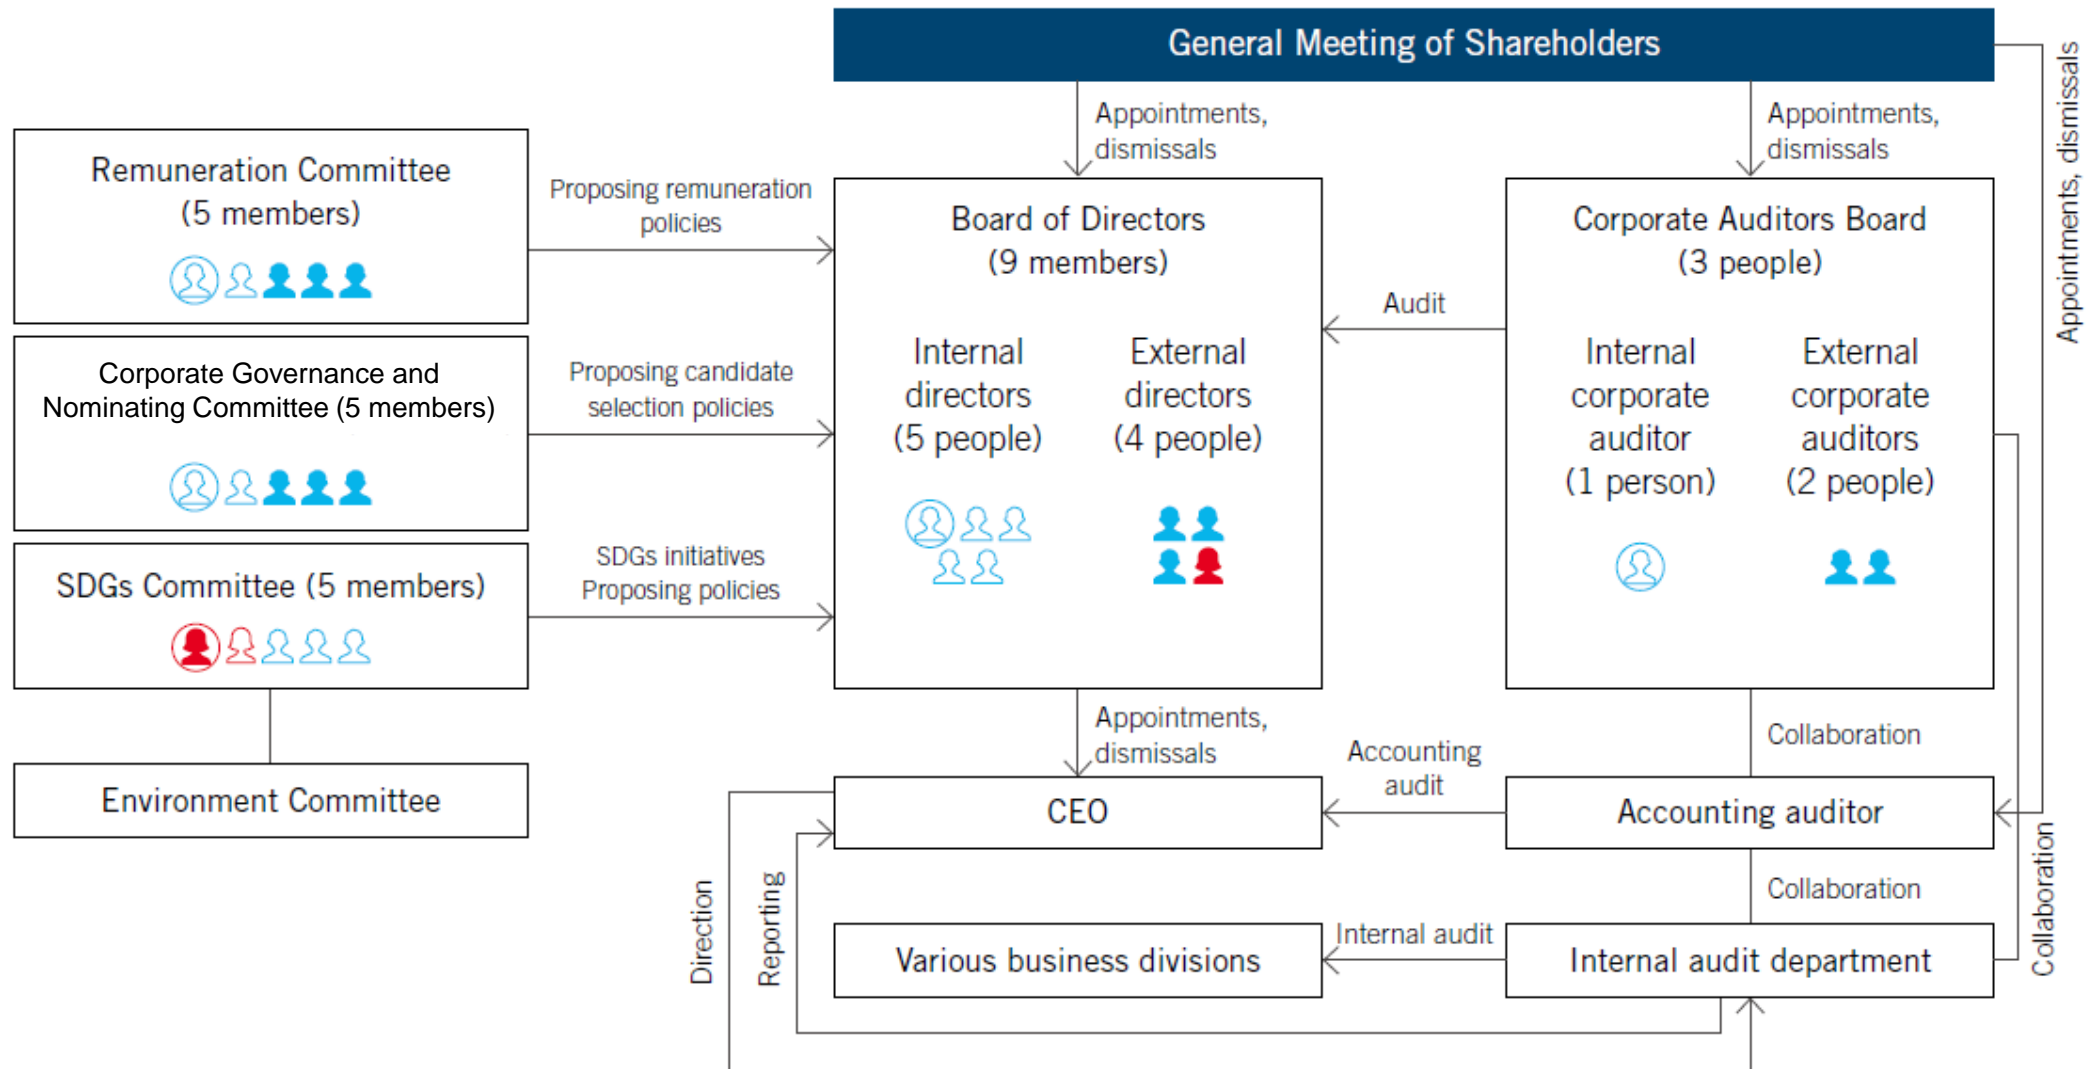 General Meeting of Shareholders
Appointments,
dismissals
Appointments,
dismissals
Appointments, dismissals
Remuneration Committee
(5 members)
Proposing remuneration
policies
Corporate Governance and
Nominating Committee (5 members)
Proposing candidate
selection policies
SDGs Committee (5 members)
SDGs initiatives
Proposing policies
Environment Committee
Board of Directors
(9 members)
Internal
directors
(5 people)
External
directors
(4 people)
Audit
Corporate Auditors Board
(3 people)
Internal
corporate
auditor
(1 person)
External
corporate
auditors
(2 people)
Appointments,
dismissals
Collaboration
Accounting
audit
CEO
Accounting auditor
Collaboration
Collaboration
Direction
Reporting
Internal audit
Various business divisions
Internal audit department